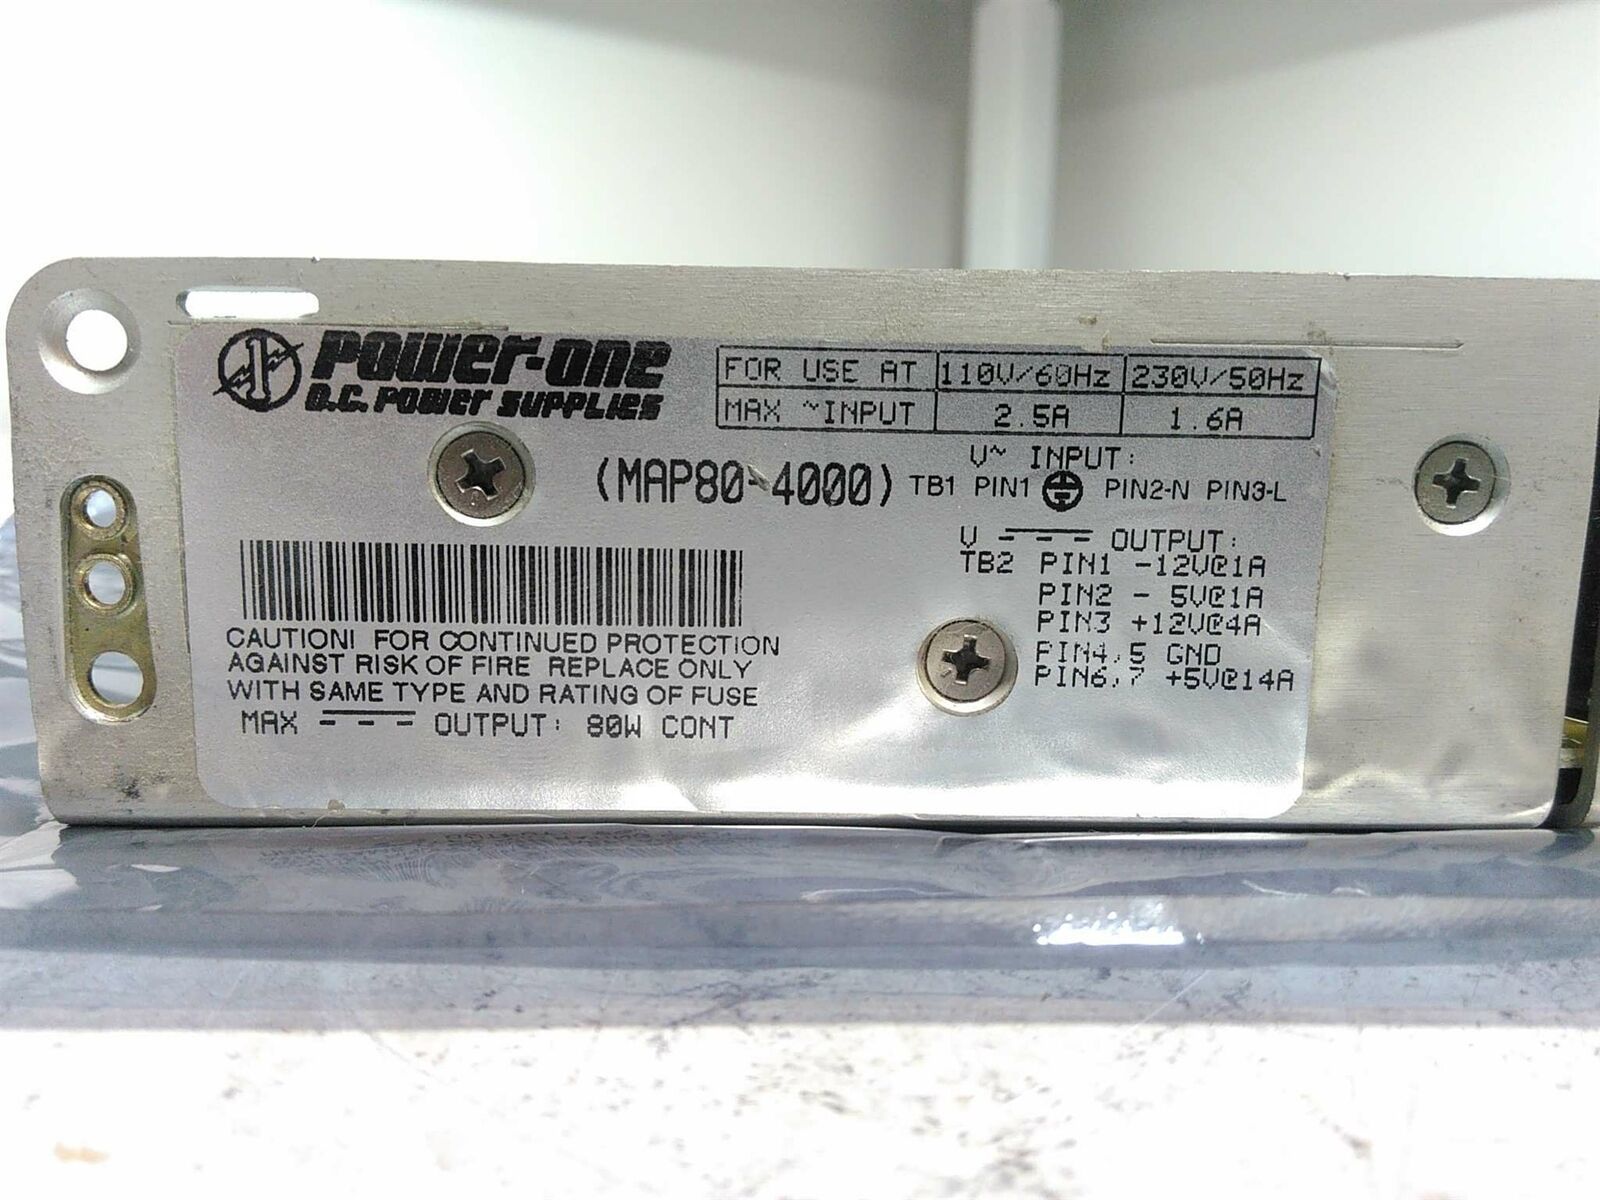 POWER-ONE
D.C. POWER SUPPLIES
FOR USE AT 110V/60Hz 230V/50Hz
MAX ~INPUT 2.5A 1.6A
(MAP80-4000)
V~ INPUT:
TB1 PIN1 PIN2-N PIN3-L
V OUTPUT:
TB2 PIN1 -12V@1A
PIN2 - 5V@1A
PIN3 +12V@4A
PIN4,5 GND
PIN6,7 +5V@14A
CAUTION! FOR CONTINUED PROTECTION
AGAINST RISK OF FIRE REPLACE ONLY
WITH SAME TYPE AND RATING OF FUSE
MAX OUTPUT: 80W CONT